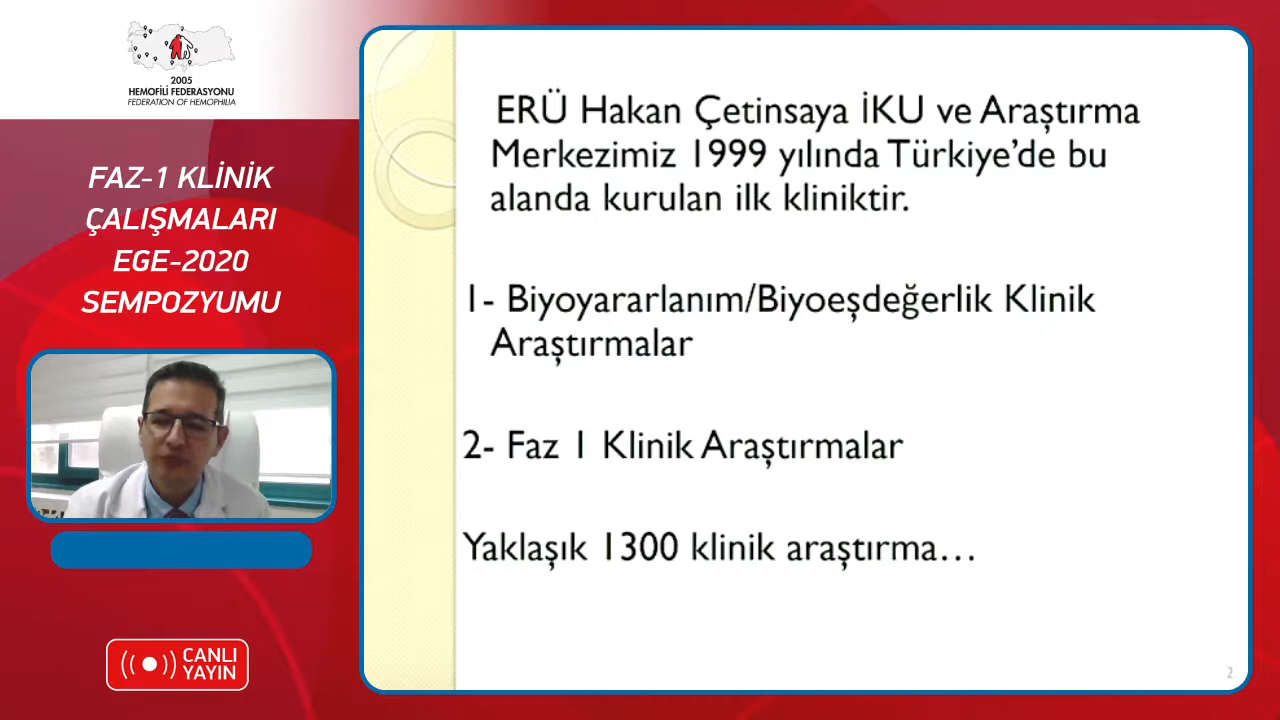 2005
HEMOFİLİ FEDERASYONU
FEDERATION OF HEMOPHILIA
FAZ-1 KLİNİK
ÇALIŞMALARI
EGE-2020
SEMPOZYUMU
CANLI
YAYIN
ERÜ Hakan Çetinsaya İKU ve Araştırma
Merkezimiz 1999 yılında Türkiye’de bu
alanda kurulan ilk kliniktir.
1- Biyoyararlanım/Biyoeşdeğerlik Klinik
Araştırmalar
2- Faz 1 Klinik Araştırmalar
Yaklaşık 1300 klinik araştırma…
2